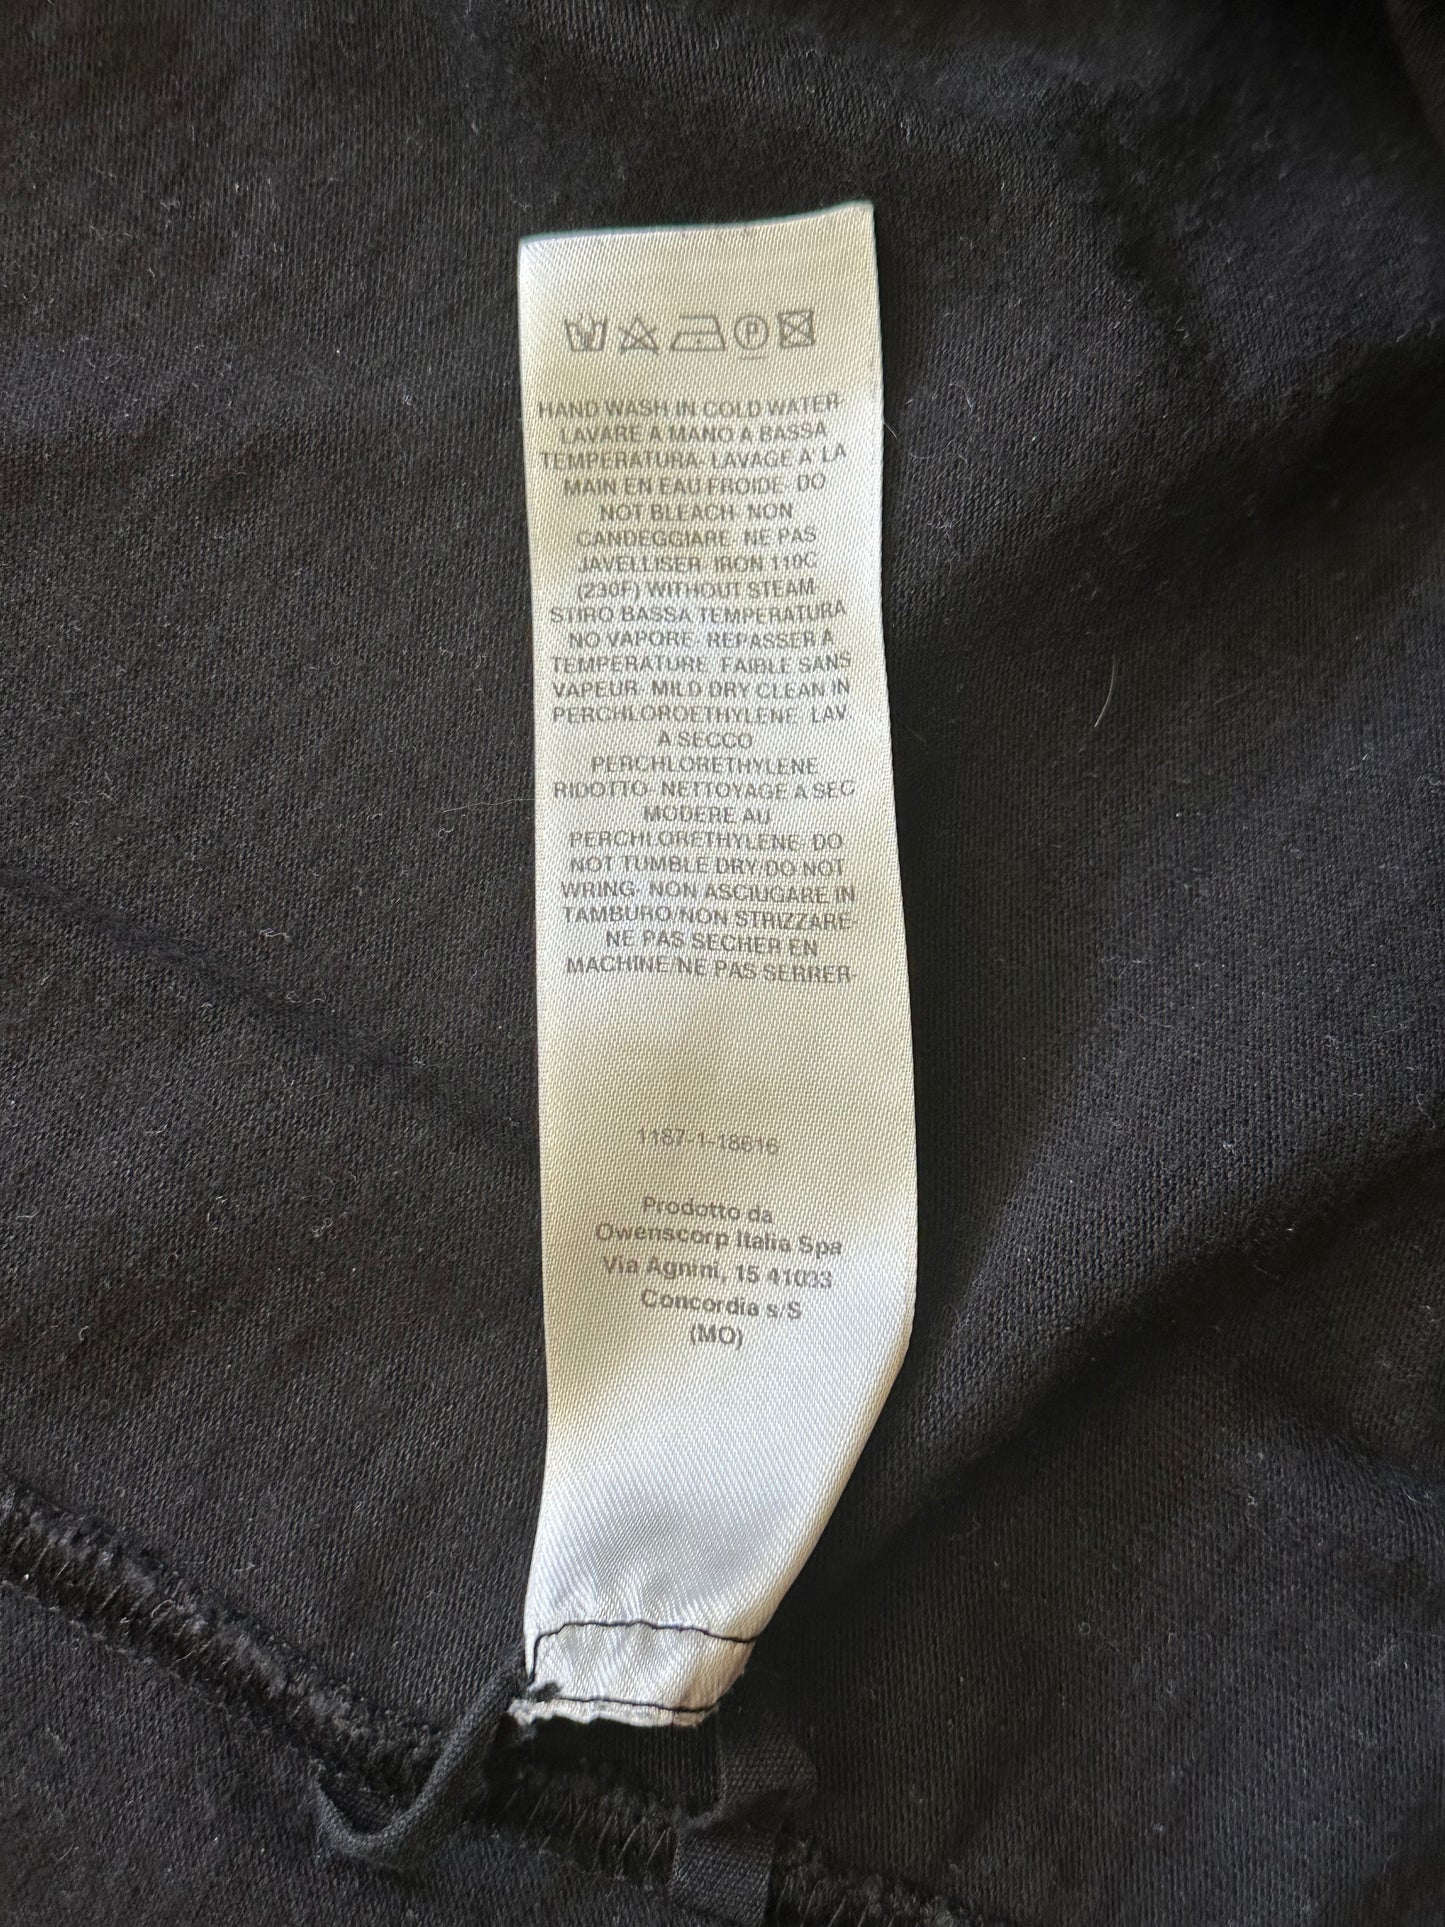 HAND WASH IN COLD WATER-
LAVARE A MANO A BASSA
TEMPERATURA- LAVAGE A' LA
MAIN EN EAU FROIDE- DO
NOT BLEACH- NON
CANDEGGIARE- NE PAS
JAVELLISER- IRON 110C
(230F) WITHOUT STEAM
STIRO BASSA TEMPERATURA
NO VAPORE- REPASSER A
TEMPERATURE FAIBLE SANS
VAPEUR- MILD DRY CLEAN IN
PERCHLOROETHYLENE- LAV.
A SECCO
PERCHLORETHYLENE
RIDOTTO- NETTOYAGE A SEC
MODERE AU
PERCHLORETHYLENE- DO
NOT TUMBLE DRY/DO NOT
WRING- NON ASCIUGARE IN
TAMBURO/NON STRIZZARE-
NE PAS SECHER EN
MACHINE/NE PAS SERRER-
1187-1-18616
Prodotto da
Owenscorp Italia Spa
Via Agnini, 15 41033
Concordia s/S
(MO)